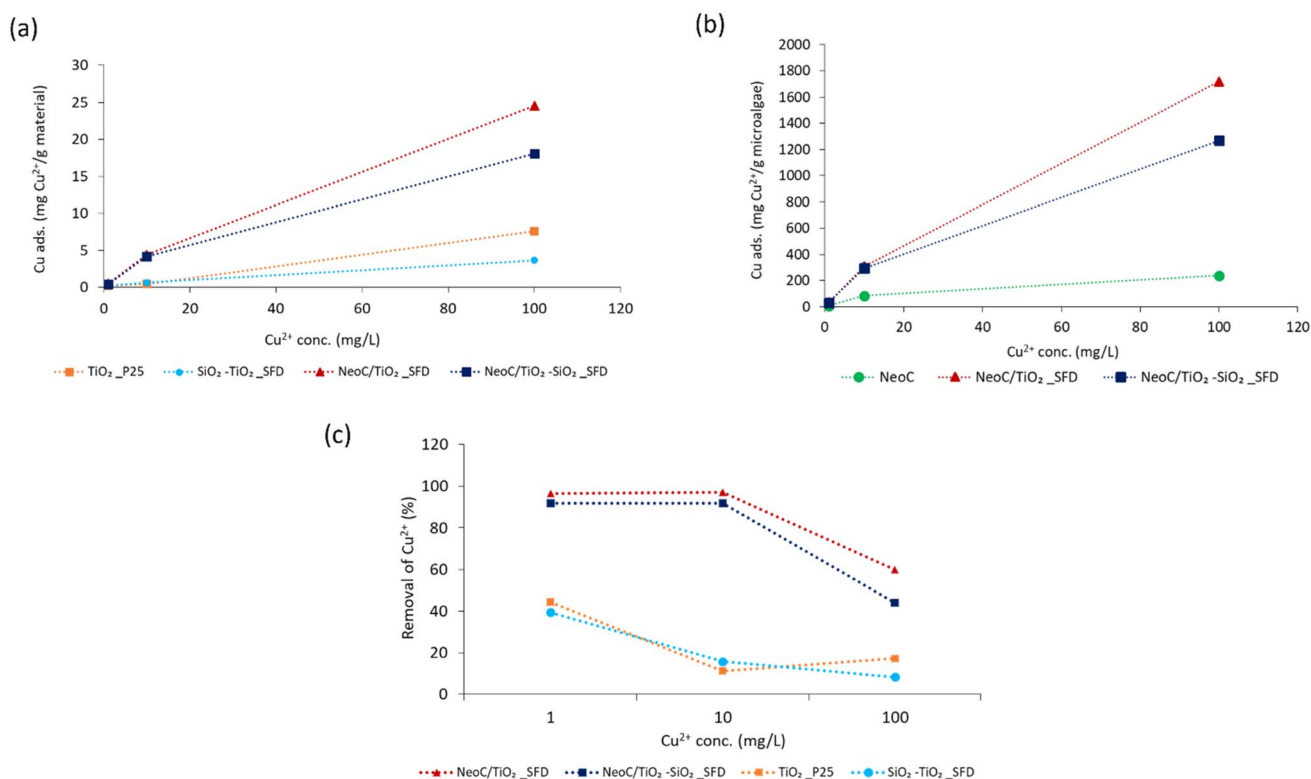 (a)
Cu ads. (mg Cu²⁺/g material)
30
25
20
15
10
5
0
0 20 40 60 80 100 120
Cu²⁺ conc. (mg/L)
TiO₂ _P25 SiO₂ -TiO₂ _SFD NeoC/TiO₂ _SFD NeoC/TiO₂ -SiO₂ _SFD
(b)
Cu ads. (mg Cu²⁺/g microalgae)
2000
1800
1600
1400
1200
1000
800
600
400
200
0
0 20 40 60 80 100 120
Cu²⁺ conc. (mg/L)
NeoC NeoC/TiO₂ _SFD NeoC/TiO₂ -SiO₂ _SFD
(c)
Removal of Cu²⁺ (%)
120
100
80
60
40
20
0
1 10 100
Cu²⁺ conc. (mg/L)
NeoC/TiO₂ _SFD NeoC/TiO₂ -SiO₂ _SFD TiO₂ _P25 SiO₂ -TiO₂ _SFD